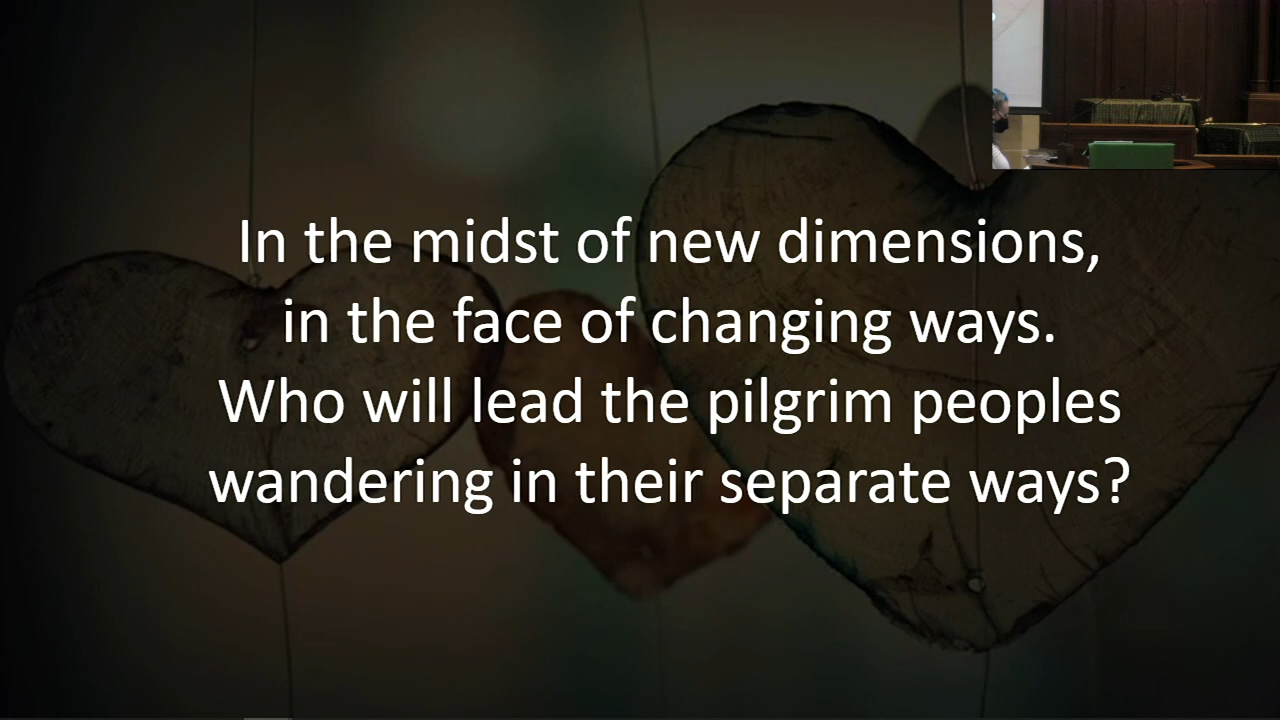 In the midst of new dimensions,
in the face of changing ways.
Who will lead the pilgrim peoples
wandering in their separate ways?